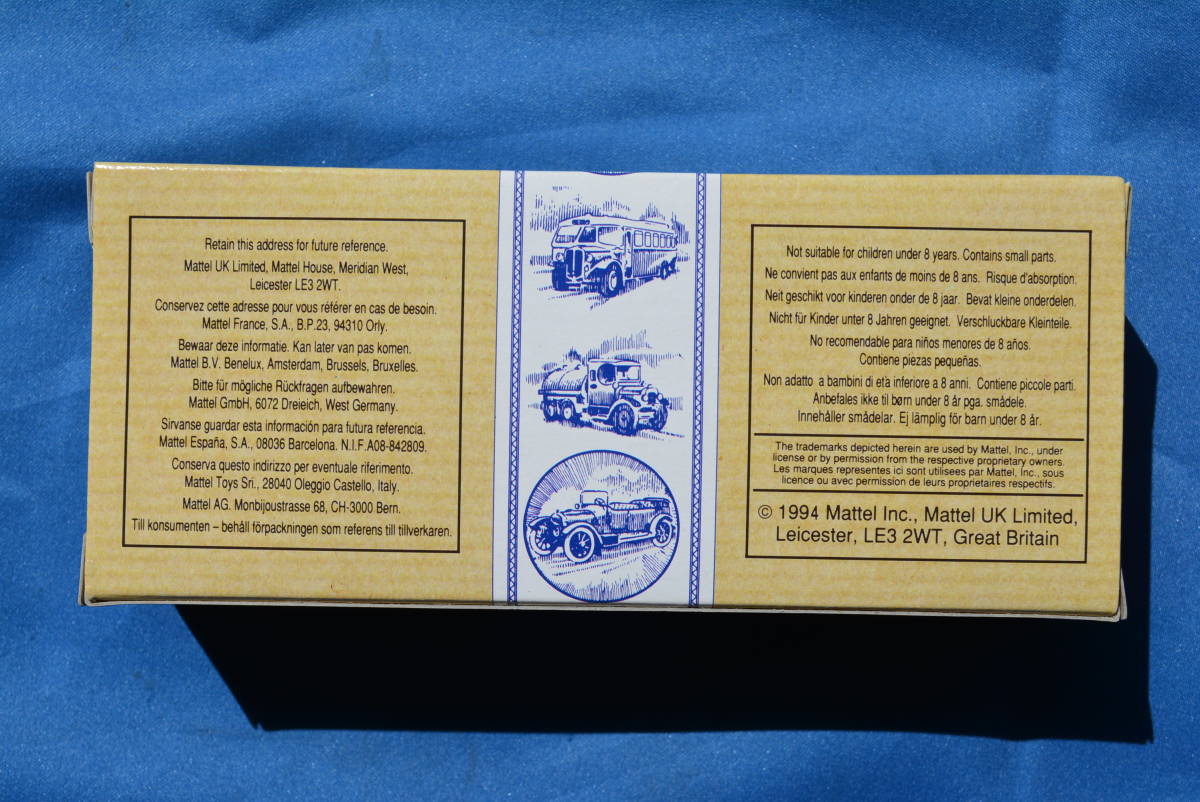 Retain this address for future reference.
Mattel UK Limited, Mattel House, Meridian West,
Leicester LE3 2WT.
Conservez cette adresse pour vous référer en cas de besoin.
Mattel France, S.A., B.P.23, 94310 Orly.
Bewaar deze informatie. Kan later van pas komen.
Mattel B.V. Benelux, Amsterdam, Brussels, Bruxelles.
Bitte für mögliche Rückfragen aufbewahren.
Mattel GmbH, 6072 Dreieich, West Germany.
Sirvanse guardar esta información para futura referencia.
Mattel España, S.A., 08036 Barcelona. N.I.F.A08-842809.
Conserva questo indirizzo per eventuale riferimento.
Mattel Toys Sri., 28040 Oleggio Castello, Italy.
Mattel AG. Monbijoustrasse 68, CH-3000 Bern.
Till konsumenten – behåll förpackningen som referens till tillverkaren.
Not suitable for children under 8 years. Contains small parts.
Ne convient pas aux enfants de moins de 8 ans. Risque d'absorption.
Neit geschikt voor kinderen onder de 8 jaar. Bevat kleine onderdelen.
Nicht für Kinder unter 8 Jahren geeignet. Verschluckbare Kleinteile.
No recomendable para niños menores de 8 años.
Contiene piezas pequeñas.
Non adatto a bambini di età inferiore a 8 anni. Contiene piccole parti.
Anbefales ikke til børn under 8 år pga. smådele.
Innehåller smådelar. Ej lämplig för barn under 8 år.
The trademarks depicted herein are used by Mattel, Inc., under
license or by permission from the respective proprietary owners.
Les marques representes ici sont utilisees par Mattel, Inc., sous
licence ou avec permission de leurs proprietaires respectifs.
© 1994 Mattel Inc., Mattel UK Limited,
Leicester, LE3 2WT, Great Britain